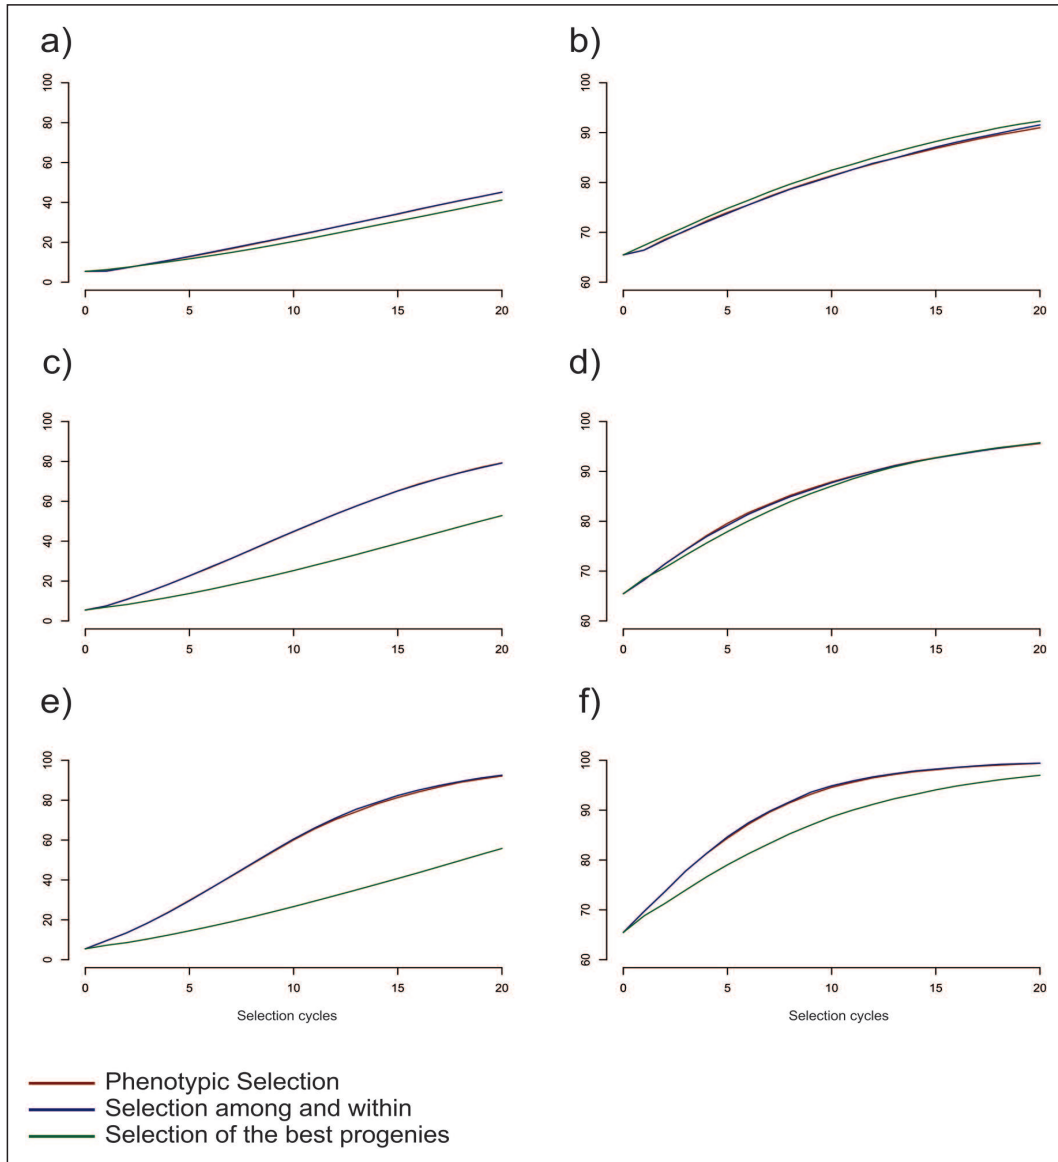 a)
b)
100
80
60
40
20
0
0 5 10 15 20
100
90
80
70
60
0 5 10 15 20
c)
d)
100
80
60
40
20
0
0 5 10 15 20
100
90
80
70
60
0 5 10 15 20
e)
f)
100
80
60
40
20
0
0 5 10 15 20
Selection cycles
100
90
80
70
60
0 5 10 15 20
Selection cycles
Phenotypic Selection
Selection among and within
Selection of the best progenies